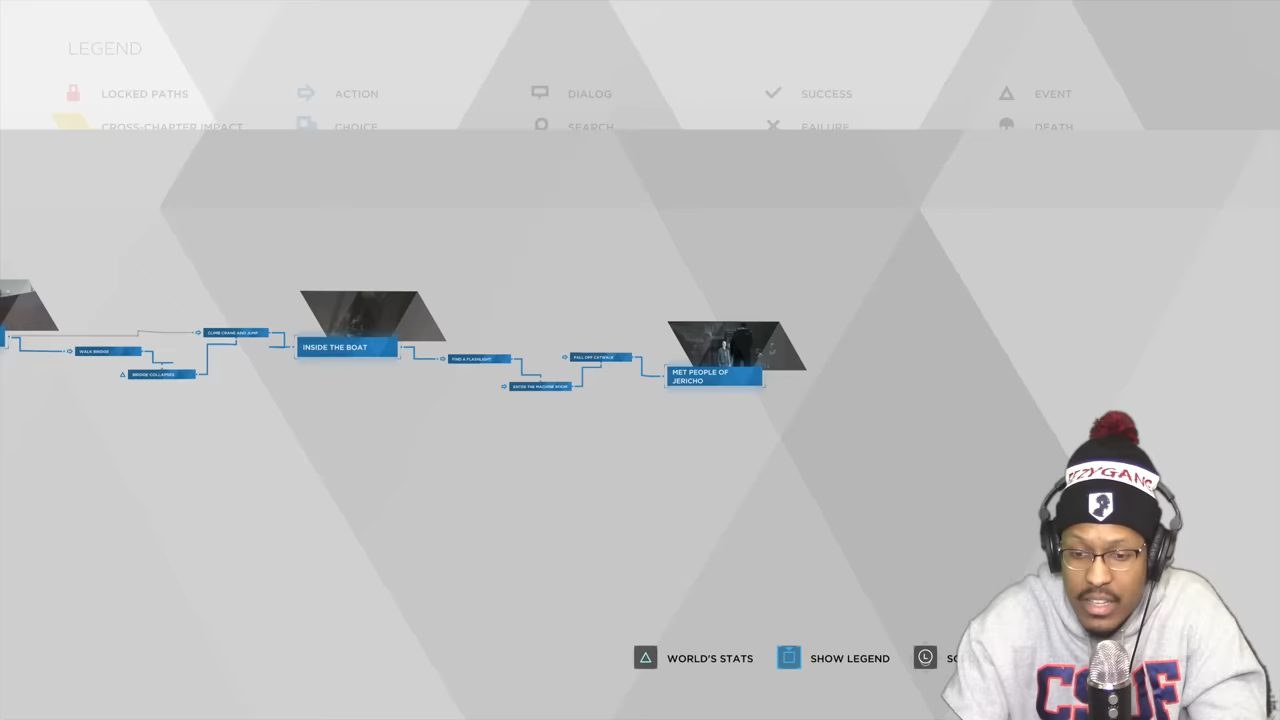 LEGEND
LOCKED PATHS
ACTION
DIALOG
SUCCESS
EVENT
CROSS-CHAPTER IMPACT
CHOICE
SEARCH
FAILURE
DEATH
CLIMB CRANE AND JUMP
WALK BRIDGE
BRIDGE COLLAPSES
INSIDE THE BOAT
FIND A FLASHLIGHT
ENTER THE MACHINE ROOM
FALL OFF CATWALK
MET PEOPLE OF
JERICHO
WORLD'S STATS
SHOW LEGEND